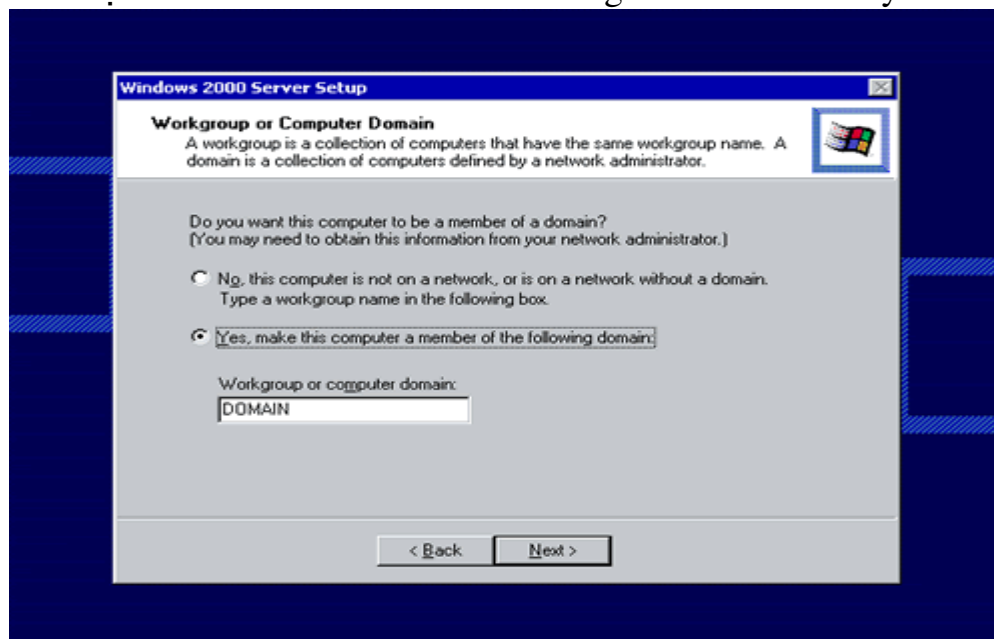 Windows 2000 Server Setup
Workgroup or Computer Domain
A workgroup is a collection of computers that have the same workgroup name. A
domain is a collection of computers defined by a network administrator.
Do you want this computer to be a member of a domain?
(You may need to obtain this information from your network administrator.)
No, this computer is not on a network, or is on a network without a domain.
Type a workgroup name in the following box.
Yes, make this computer a member of the following domain:
Workgroup or computer domain:
DOMAIN
< Back
Next >